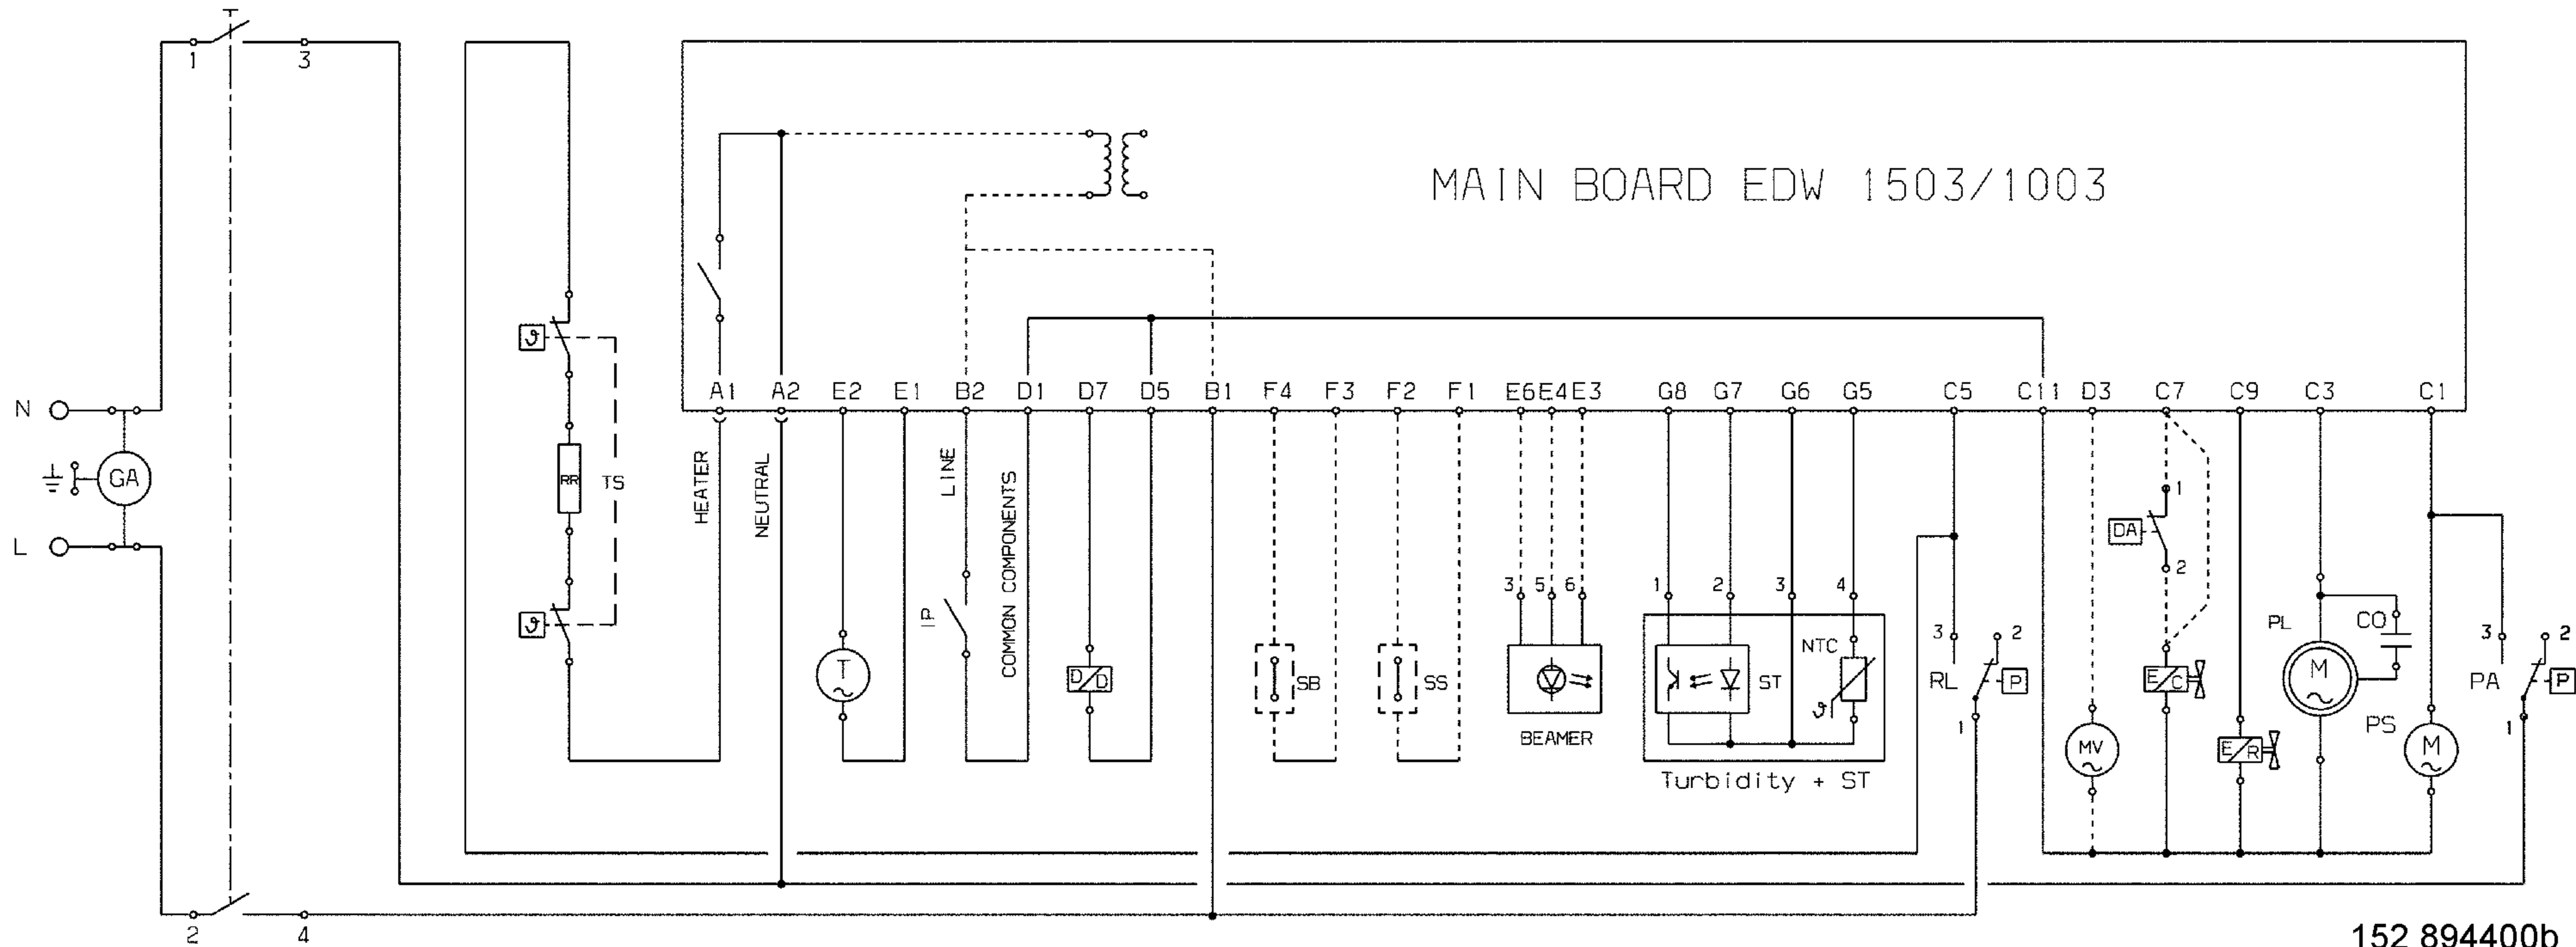 1 3
MAIN BOARD EDW 1503/1003
ϑ
A1 A2 E2 E1 B2 D1 D7 D5 B1 F4 F3 F2 F1 E6 E4 E3 G8 G7 G6 G5 C5 C11 D3 C7 C9 C3 C1
N
GA
RR TS
HEATER
NEUTRAL
LINE
COMMON COMPONENTS
1
DA
2
L
3 5 6
1 2 3 4
ϑ
T
D D
SB
SS
BEAMER
ST
NTC
ϑ
Turbidity + ST
3 2
RL P
1
MV
E C
E R
PL
M
CO
PS
M
3 2
PA P
1
2 4
152 894400b